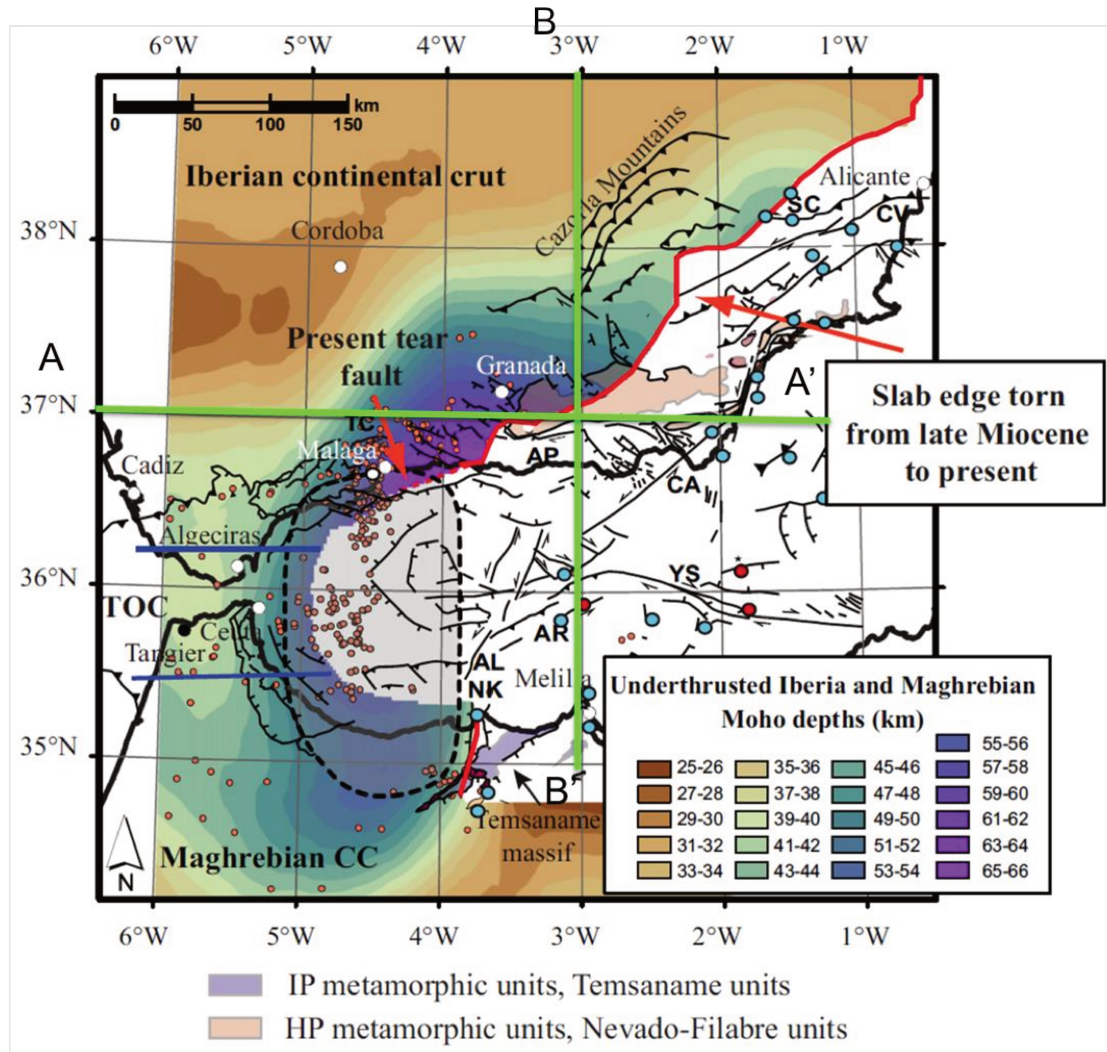 B
6°W 5°W 4°W 3°W 2°W 1°W
km
0 50 100 150
Iberian continental crut
Cazorla Mountains
Alicante
SC
CV
38°N
Cordoba
Present tear
fault
A
Granada
A’
37°N
TC
Malaga
AP
Slab edge torn
from late Miocene
to present
Cadiz
CA
Algeciras
36°N
YS
TOC
Ceuta
AR
Tangier
AL
NK
Melilla
Underthrusted Iberia and Maghrebian
Moho depths (km)
35°N
55-56
25-26 35-36 45-46 57-58
27-28 37-38 47-48 59-60
29-30 39-40 49-50 61-62
31-32 41-42 51-52 63-64
33-34 43-44 53-54 65-66
B'
Temsaname
massif
Maghrebian CC
N
6°W 5°W 4°W 3°W 2°W 1°W
IP metamorphic units, Temsaname units
HP metamorphic units, Nevado-Filabre units